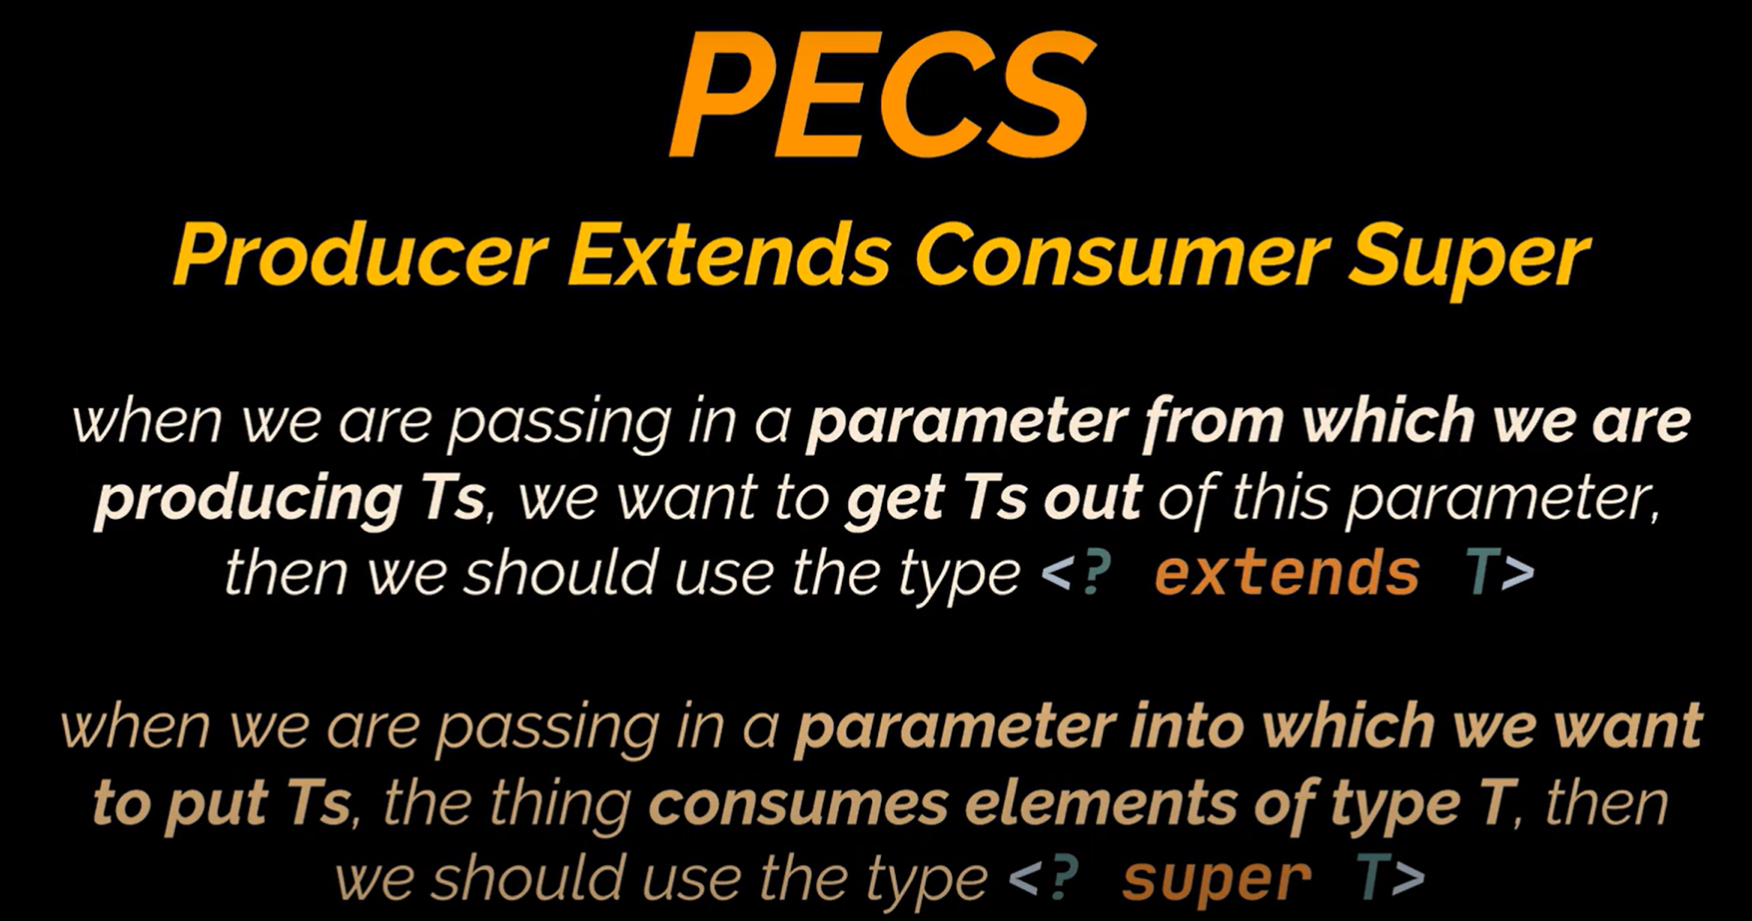 PECS
Producer Extends Consumer Super
when we are passing in a parameter from which we are
producing Ts, we want to get Ts out of this parameter,
then we should use the type <? extends T>
when we are passing in a parameter into which we want
to put Ts, the thing consumes elements of type T, then
we should use the type <? super T>